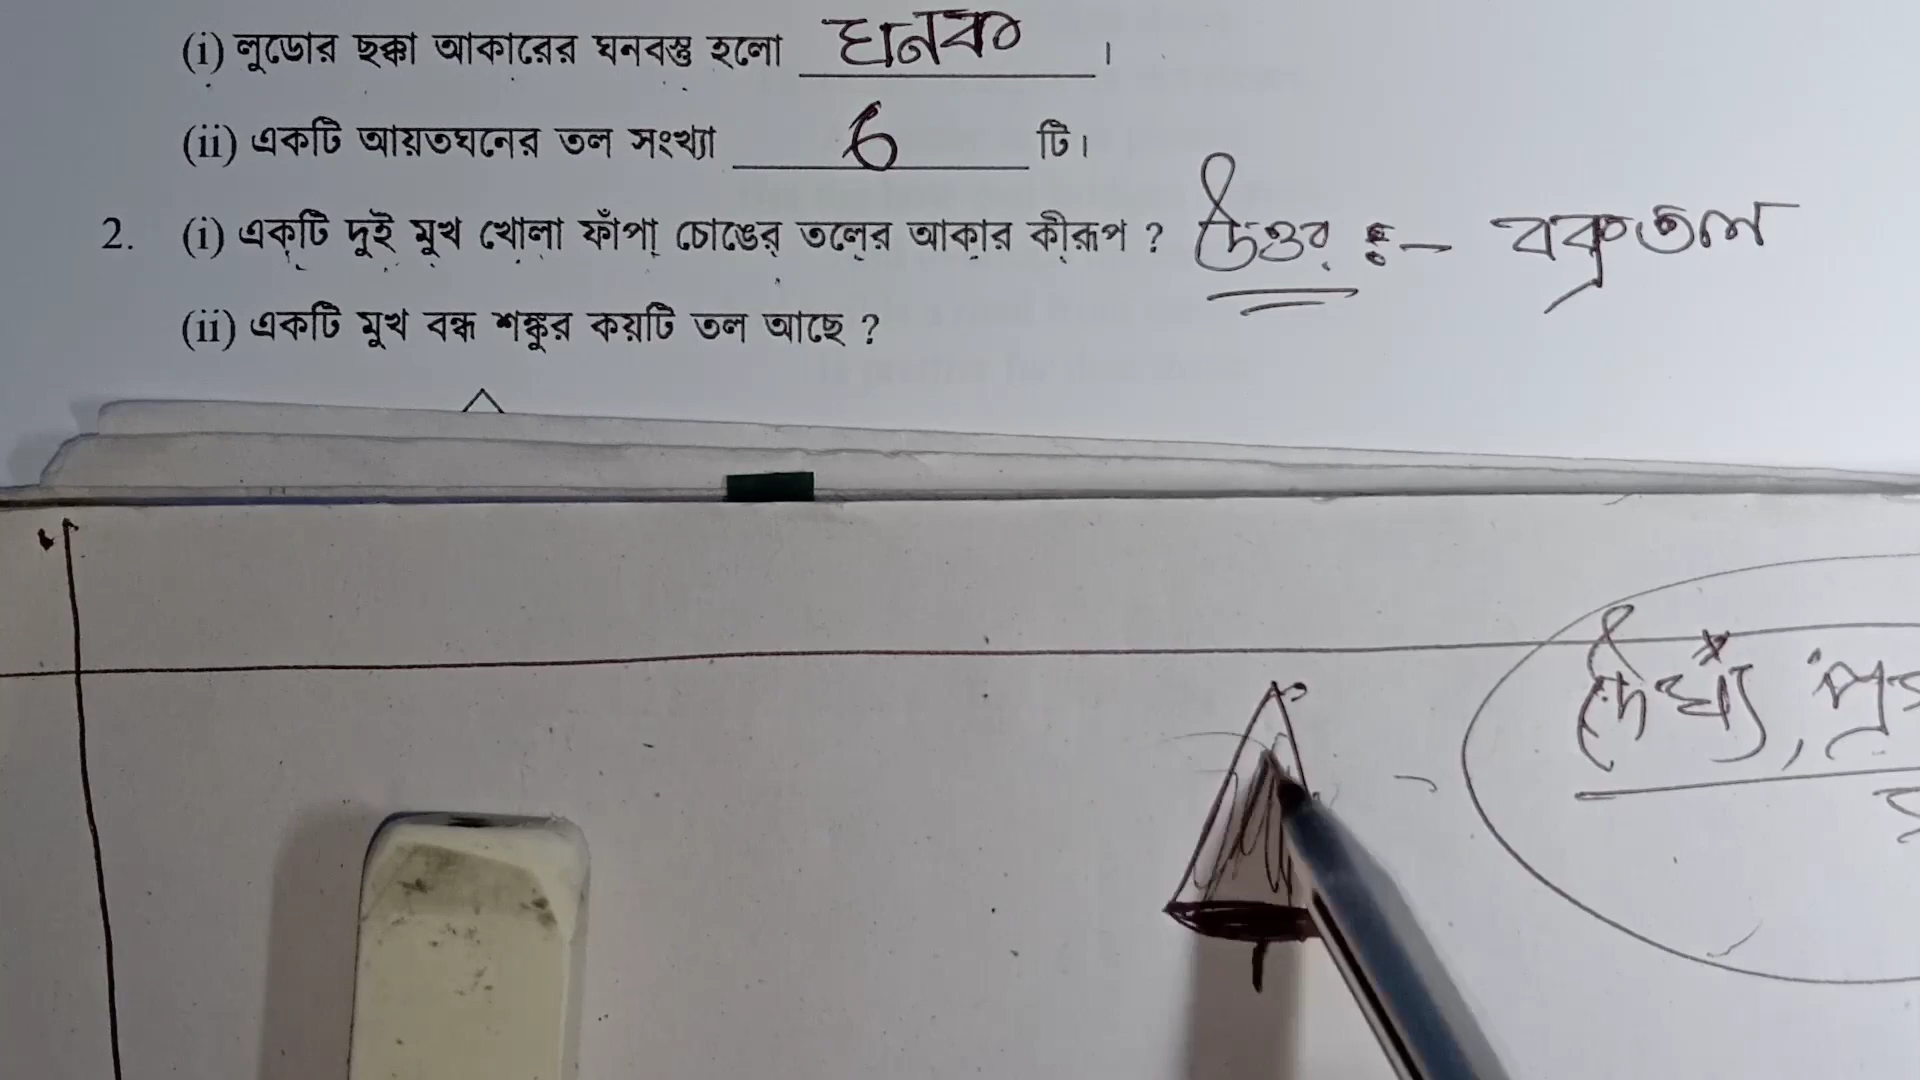 (i) লুডোর ছক্কা আকারের ঘনবস্তু হলো ঘনক ।
(ii) একটি আয়তঘনের তল সংখ্যা 6 টি।
2. (i) একটি দুই মুখ খোলা ফাঁপা চোঙের তলের আকার কীরূপ ? উত্তর :- বক্রতল
(ii) একটি মুখ বন্ধ শঙ্কুর কয়টি তল আছে ?
দৈর্ঘ্য,